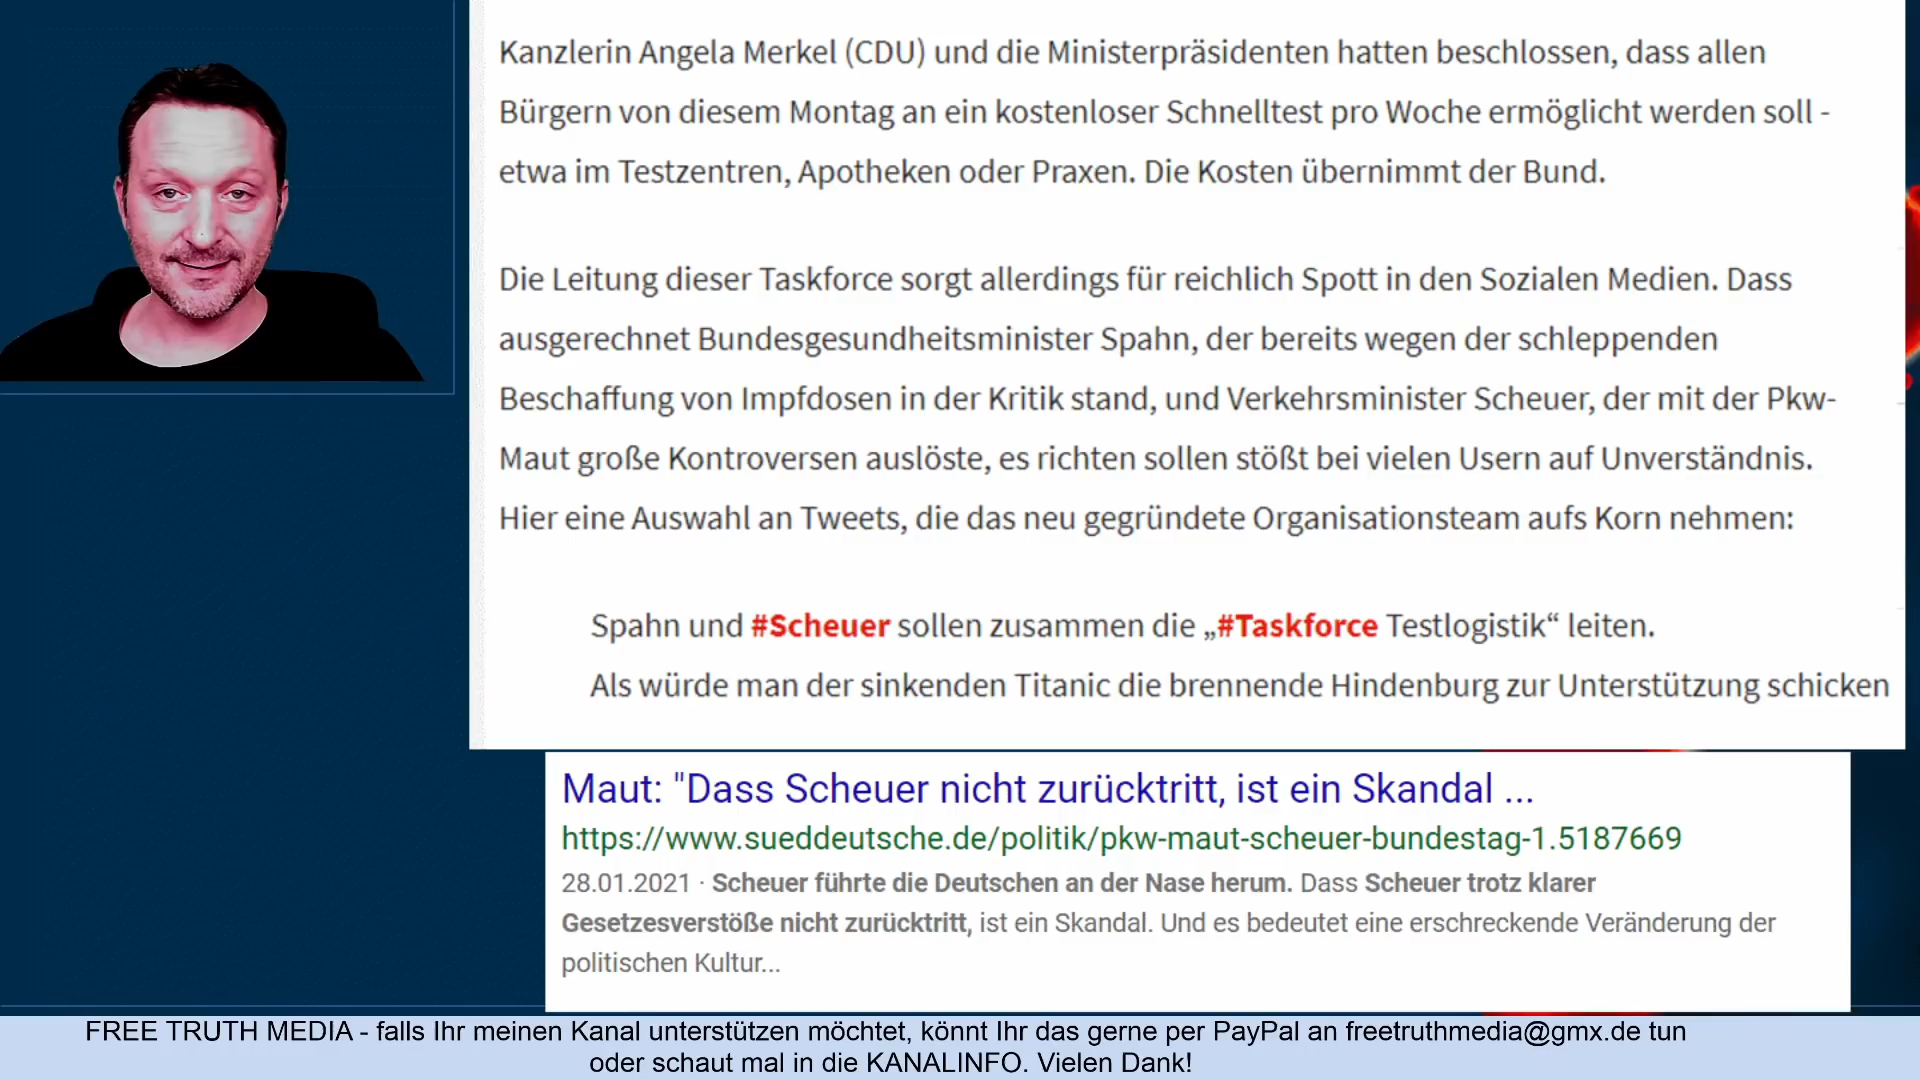 Kanzlerin Angela Merkel (CDU) und die Ministerpräsidenten hatten beschlossen, dass allen
Bürgern von diesem Montag an ein kostenloser Schnelltest pro Woche ermöglicht werden soll -
etwa im Testzentren, Apotheken oder Praxen. Die Kosten übernimmt der Bund.
Die Leitung dieser Taskforce sorgt allerdings für reichlich Spott in den Sozialen Medien. Dass
ausgerechnet Bundesgesundheitsminister Spahn, der bereits wegen der schleppenden
Beschaffung von Impfdosen in der Kritik stand, und Verkehrsminister Scheuer, der mit der Pkw-
Maut große Kontroversen auslöste, es richten sollen stößt bei vielen Usern auf Unverständnis.
Hier eine Auswahl an Tweets, die das neu gegründete Organisationsteam aufs Korn nehmen:
Spahn und #Scheuer sollen zusammen die „#Taskforce Testlogistik“ leiten.
Als würde man der sinkenden Titanic die brennende Hindenburg zur Unterstützung schicken
Maut: "Dass Scheuer nicht zurücktritt, ist ein Skandal ...
https://www.sueddeutsche.de/politik/pkw-maut-scheuer-bundestag-1.5187669
28.01.2021 · Scheuer führte die Deutschen an der Nase herum. Dass Scheuer trotz klarer
Gesetzesverstöße nicht zurücktritt, ist ein Skandal. Und es bedeutet eine erschreckende Veränderung der
politischen Kultur...
FREE TRUTH MEDIA - falls Ihr meinen Kanal unterstützen möchtet, könnt Ihr das gerne per PayPal an freetruthmedia@gmx.de tun
oder schaut mal in die KANALINFO. Vielen Dank!